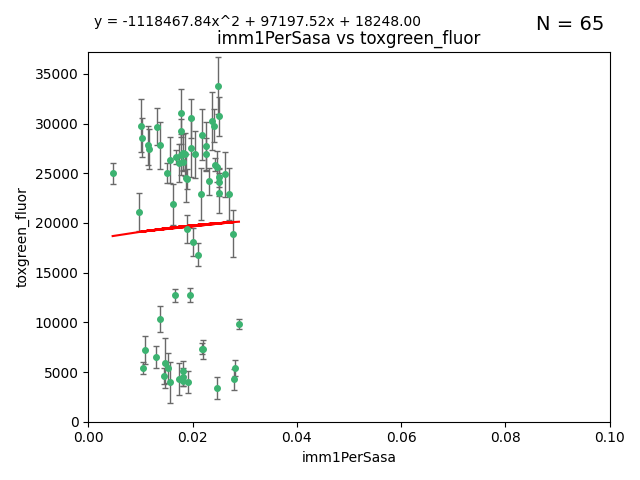 y = -1118467.84x^2 + 97197.52x + 18248.00
N = 65
imm1PerSasa vs toxgreen_fluor
35000
30000
25000
20000
15000
10000
5000
0
toxgreen_fluor
0.00 0.02 0.04 0.06 0.08 0.10
imm1PerSasa